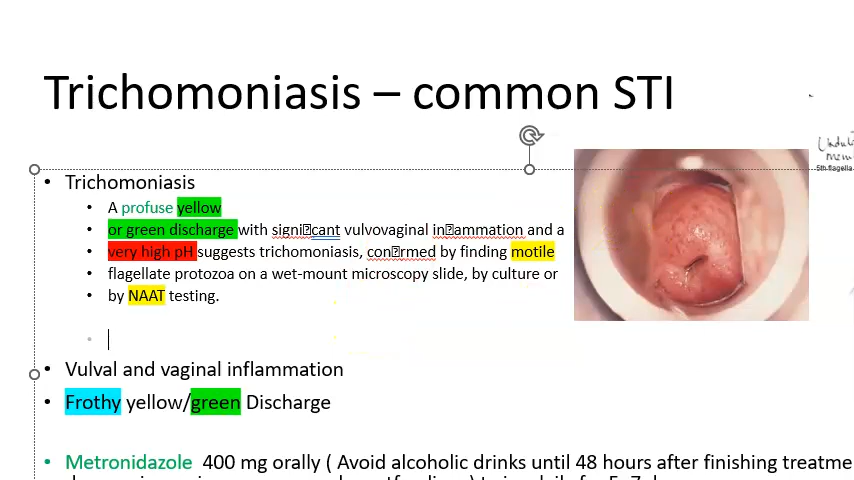 Trichomoniasis – common STI
• Trichomoniasis
• A profuse yellow
• or green discharge with signi􀀀cant vulvovaginal in􀀀ammation and a
• very high pH suggests trichomoniasis, con􀀀rmed by finding motile
• flagellate protozoa on a wet-mount microscopy slide, by culture or
• by NAAT testing.
• Vulval and vaginal inflammation
• Frothy yellow/green Discharge
• Metronidazole 400 mg orally ( Avoid alcoholic drinks until 48 hours after finishing treatme
5th flagella